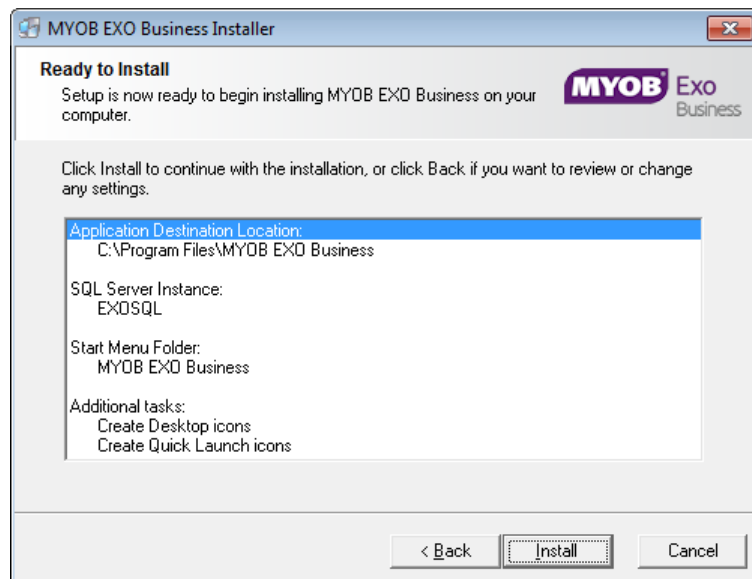 MYOB EXO Business Installer
Ready to Install
Setup is now ready to begin installing MYOB EXO Business on your
computer.
MYOB Exo
Business
Click Install to continue with the installation, or click Back if you want to review or change
any settings.
Application Destination Location:
C:\Program Files\MYOB EXO Business
SQL Server Instance:
EXOSQL
Start Menu Folder:
MYOB EXO Business
Additional tasks:
Create Desktop icons
Create Quick Launch icons
< Back Install Cancel